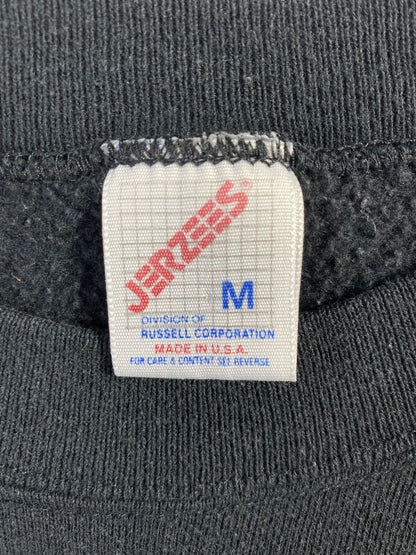 JERZEES®
M
DIVISION OF
RUSSELL CORPORATION
MADE IN U.S.A.
FOR CARE & CONTENT SEE REVERSE